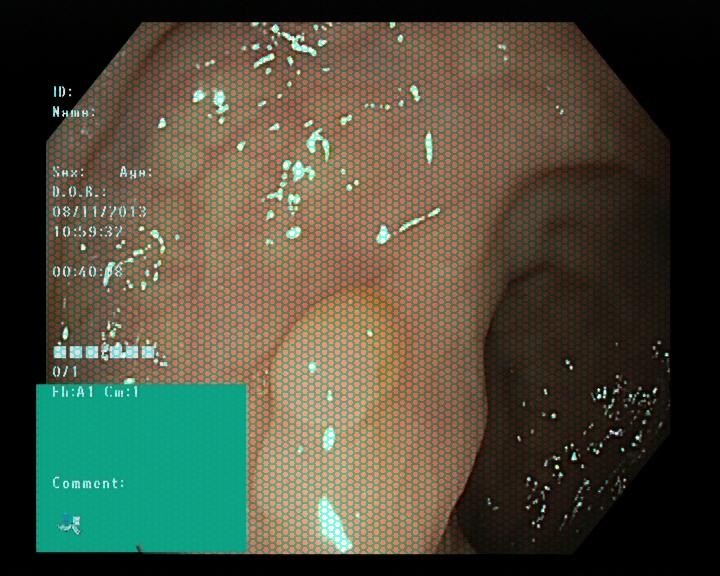 ID:
Name:
Sex: Age:
D.O.B.:
08/11/2013
10:59:32
00:40:08
0/1
Eh:A1 Cm:1
Comment: